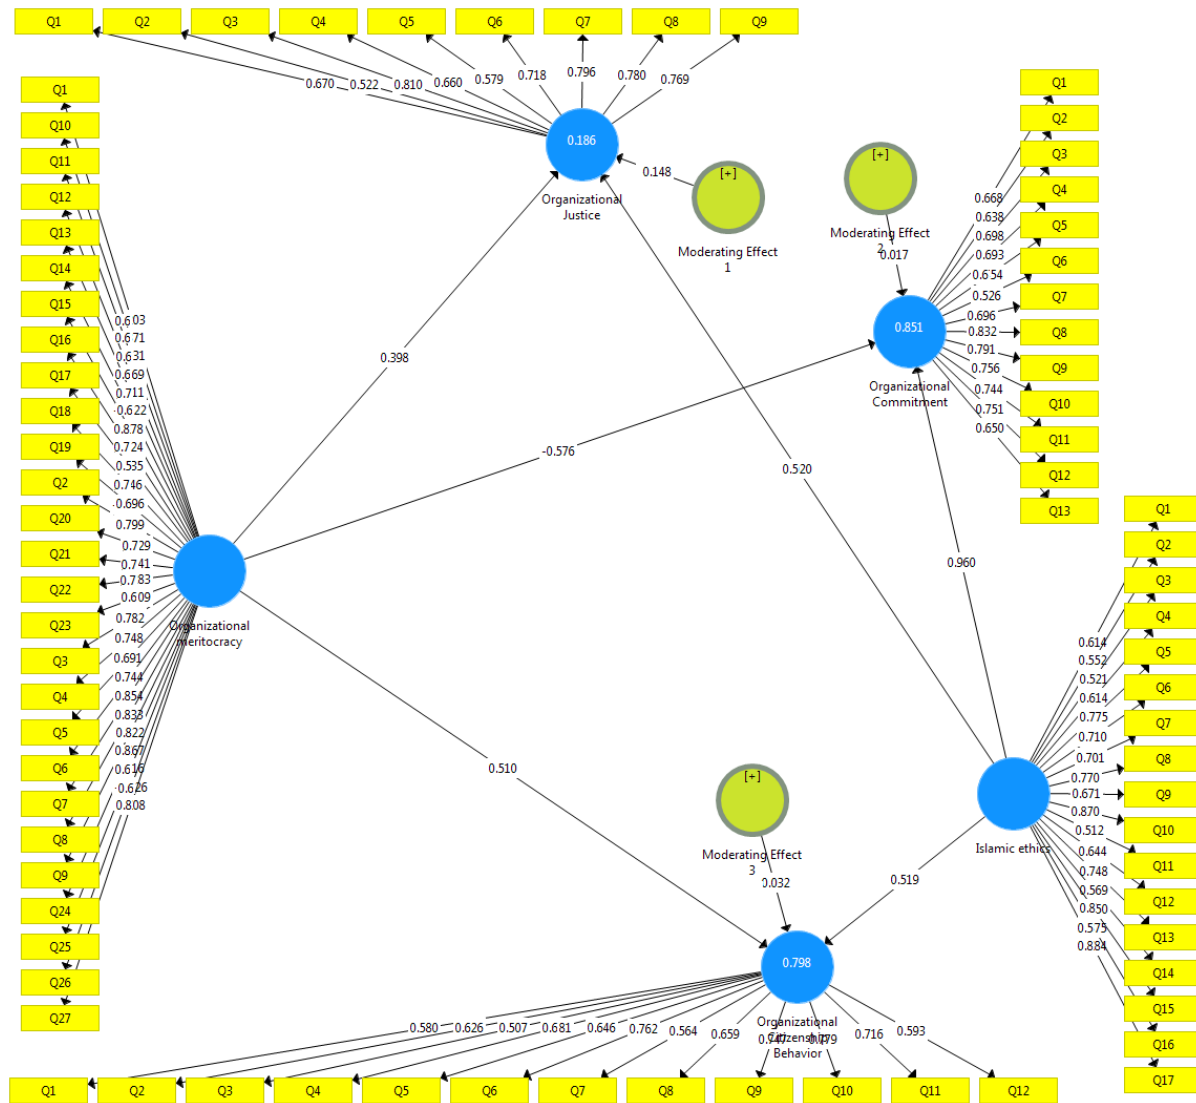 Q1 Q2 Q3 Q4 Q5 Q6 Q7 Q8 Q9
0.670 0.522 0.810 0.660 0.579 0.718 0.796 0.780 0.769
0.186
Organizational
Justice
0.148
[+]
Moderating Effect
1
[+]
Moderating Effect
2
0.017
0.851
Organizational
Commitment
Q1
Q2
Q3
Q4
Q5
Q6
Q7
Q8
Q9
Q10
Q11
Q12
Q13
0.668
0.638
0.698
0.693
0.654
0.526
0.696
0.832
0.791
0.756
0.744
0.751
0.650
Q1
Q10
Q11
Q12
Q13
Q14
Q15
Q16
Q17
Q18
Q19
Q2
Q20
Q21
Q22
Q23
Q3
Q4
Q5
Q6
Q7
Q8
Q9
Q24
Q25
Q26
Q27
0.603
0.671
0.631
0.669
0.711
0.622
0.878
0.724
0.535
0.746
0.696
0.799
0.729
0.741
0.783
0.609
0.782
0.748
0.691
0.744
0.854
0.833
0.822
0.867
0.616
0.626
0.808
Organizational
meritocracy
0.398
-0.576
0.520
0.960
0.510
0.519
Q1
Q2
Q3
Q4
Q5
Q6
Q7
Q8
Q9
Q10
Q11
Q12
Q13
Q14
Q15
Q16
Q17
0.614
0.552
0.521
0.614
0.775
0.710
0.701
0.770
0.671
0.870
0.512
0.644
0.748
0.569
0.850
0.575
0.884
Islamic ethics
[+]
Moderating Effect
3
0.032
0.798
Organizational
Citizenship
Behavior
0.580 0.626 0.507 0.681 0.646 0.762 0.564 0.659 0.747 0.779 0.716 0.593
Q1 Q2 Q3 Q4 Q5 Q6 Q7 Q8 Q9 Q10 Q11 Q12